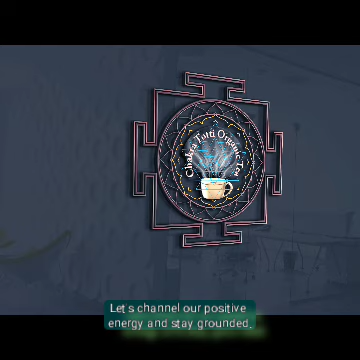 Chakra Tutti Organic Tea
Let's channel our positive
energy and stay grounded.